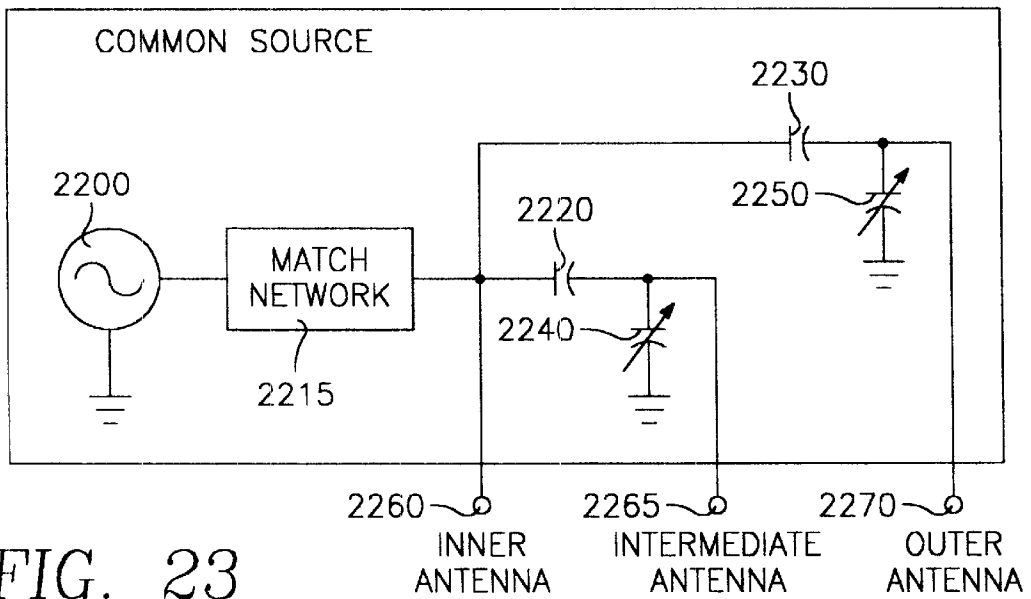 COMMON SOURCE
2230
2200
2250
2220
MATCH
NETWORK
2240
2215
2260
2265
2270
INNER
ANTENNA
INTERMEDIATE
ANTENNA
OUTER
ANTENNA
FIG. 23